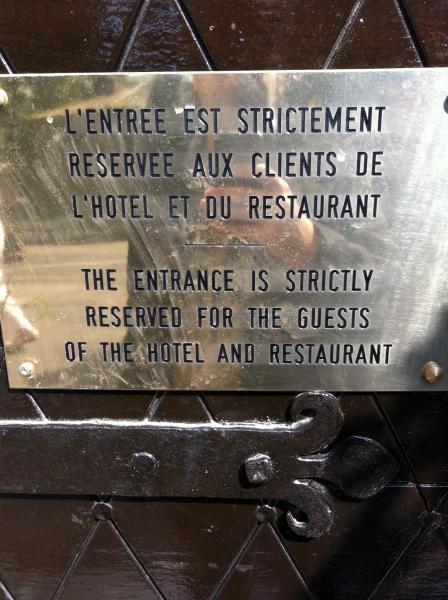 L'ENTREE EST STRICTEMENT
RESERVEE AUX CLIENTS DE
L'HOTEL ET DU RESTAURANT
THE ENTRANCE IS STRICTLY
RESERVED FOR THE GUESTS
OF THE HOTEL AND RESTAURANT